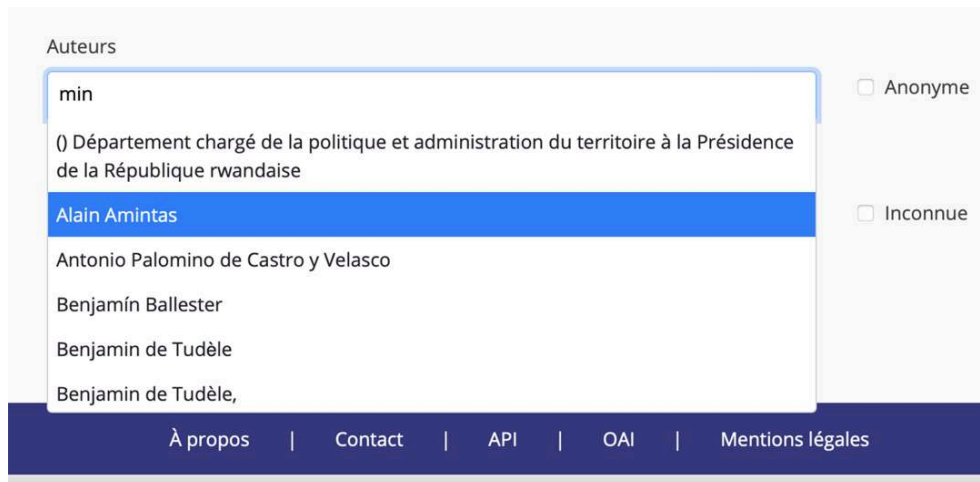 Auteurs
min
Anonyme
() Département chargé de la politique et administration du territoire à la Présidence
de la République rwandaise
Alain Amintas
Inconnue
Antonio Palomino de Castro y Velasco
Benjamín Ballester
Benjamin de Tudèle
Benjamin de Tudèle,
À propos | Contact | API | OAI | Mentions légales